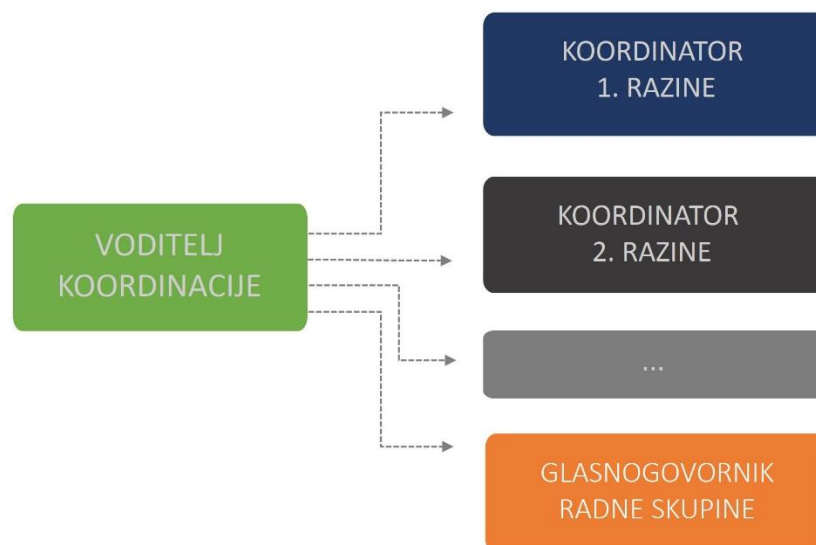 VODITELJ
KOORDINACIJE
KOORDINATOR
1. RAZINE
KOORDINATOR
2. RAZINE
...
GLASNOGOVORNIK
RADNE SKUPINE